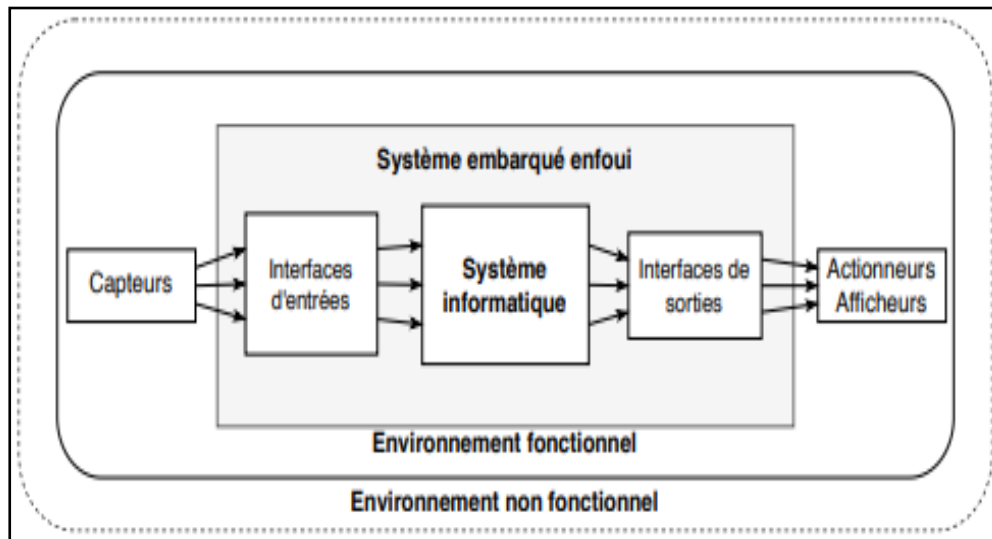 Système embarqué enfoui
Capteurs
Interfaces
d'entrées
Système
informatique
Interfaces de
sorties
Actionneurs
Afficheurs
Environnement fonctionnel
Environnement non fonctionnel